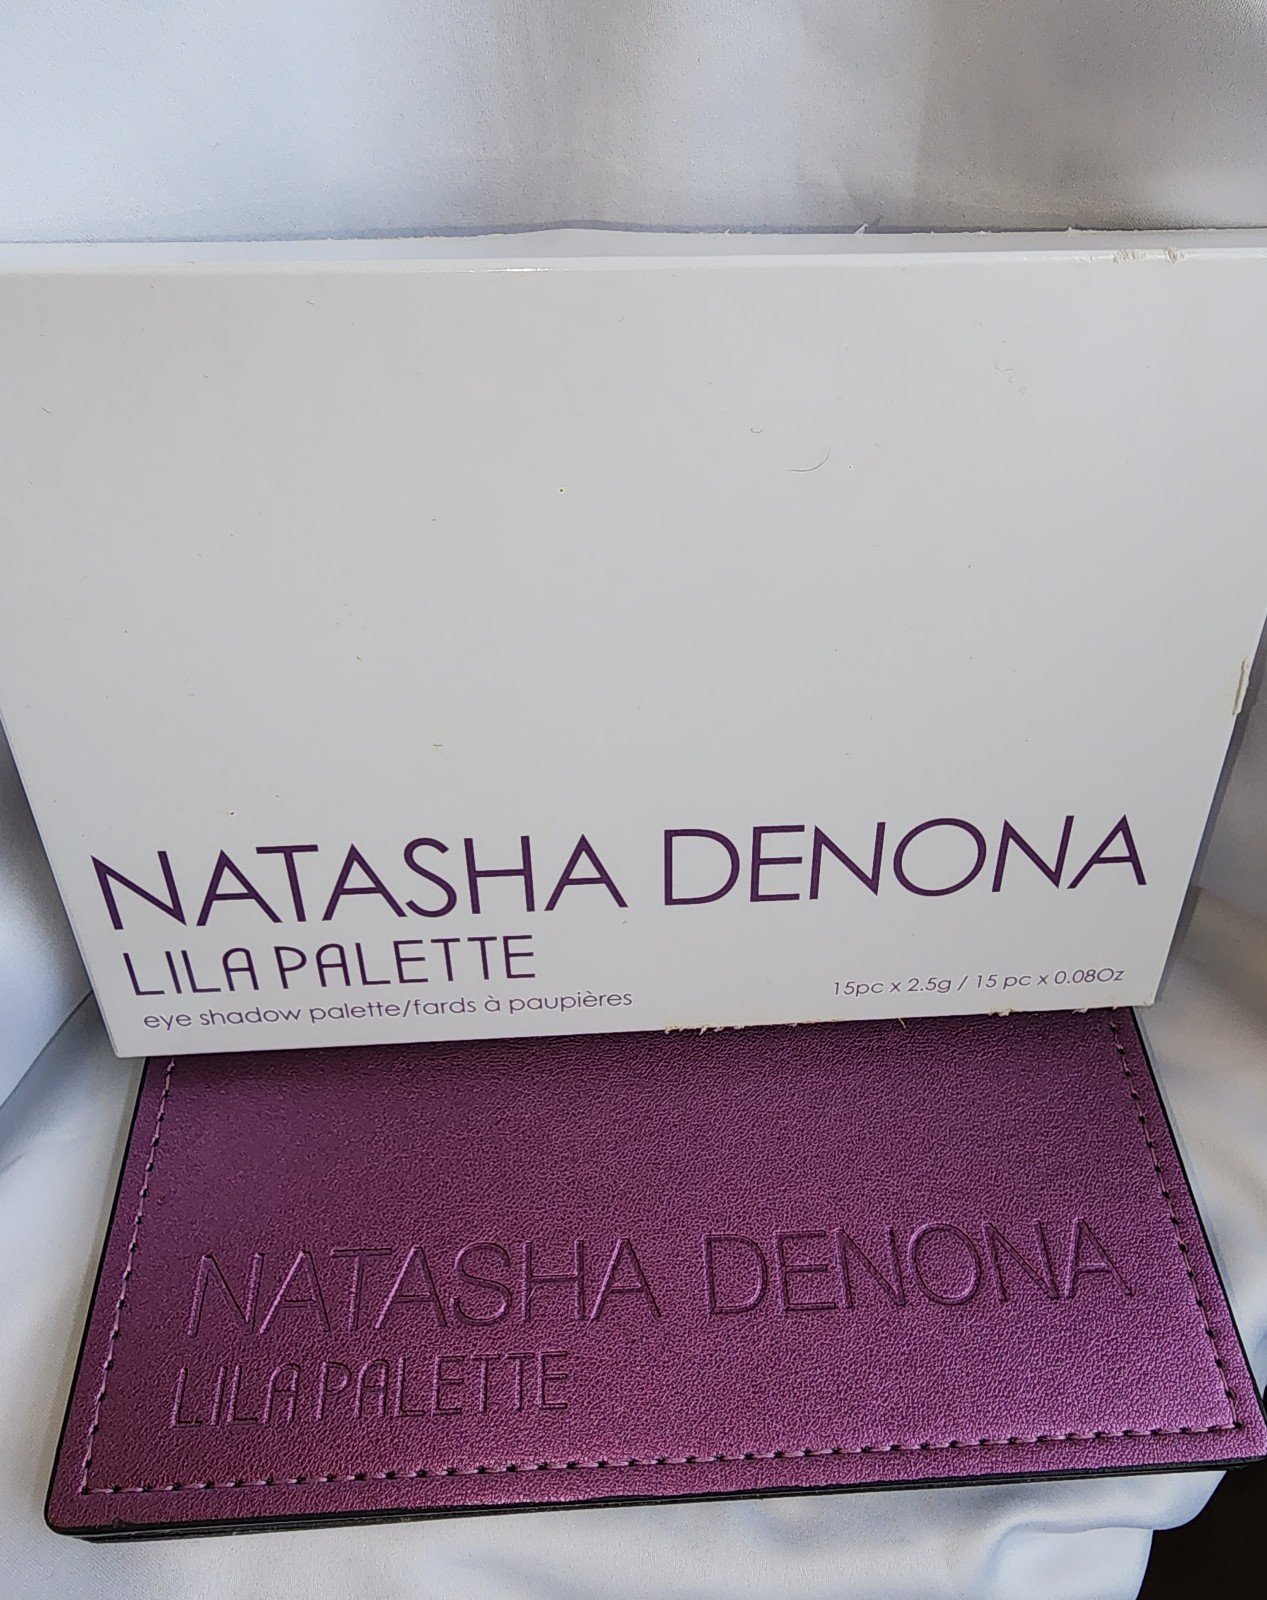 NATASHA DENONA
LILA PALETTE
eye shadow palette/fards à paupières
15pc x 2.5g / 15 pc x 0.08Oz
NATASHA DENONA
LILA PALETTE